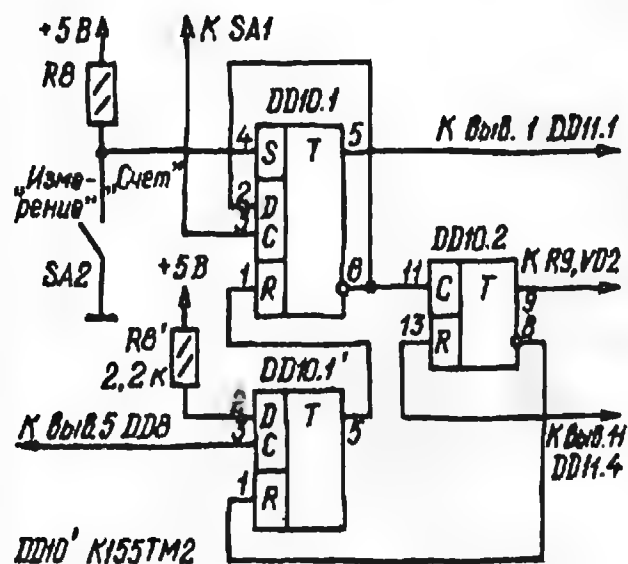 +5 В
К SA1
R8
DD10.1
4
S
T
5
К выв. 1 DD11.1
„Изме-
рение”
„Счет”
2
D
3
C
SA2
+5 В
1
R
6
DD10.2
11
C
T
К R9, VD2
9
13
R
8
R8'
2,2 к
DD10.1'
2
D
T
5
К выв. 5 DD8
3
C
К выв. 11
DD11.4
1
R
DD10' К155ТМ2